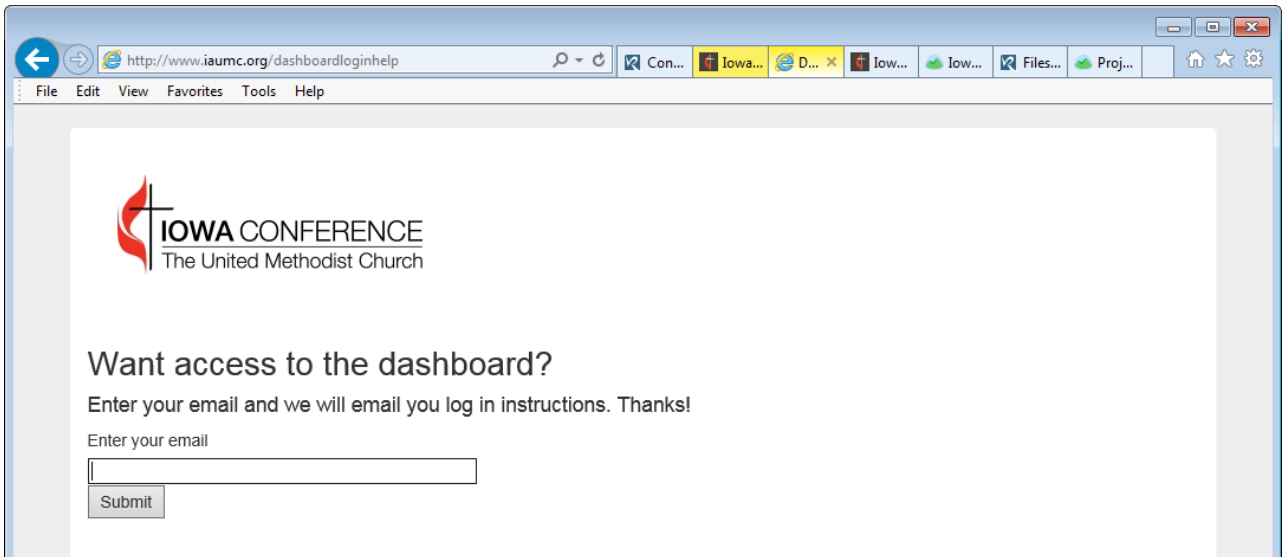 http://www.iaumc.org/dashboardloginhelp Con... Iowa... D... Iow... Iow... Files... Proj...
File Edit View Favorites Tools Help
IOWA CONFERENCE
The United Methodist Church
Want access to the dashboard?
Enter your email and we will email you log in instructions. Thanks!
Enter your email
Submit